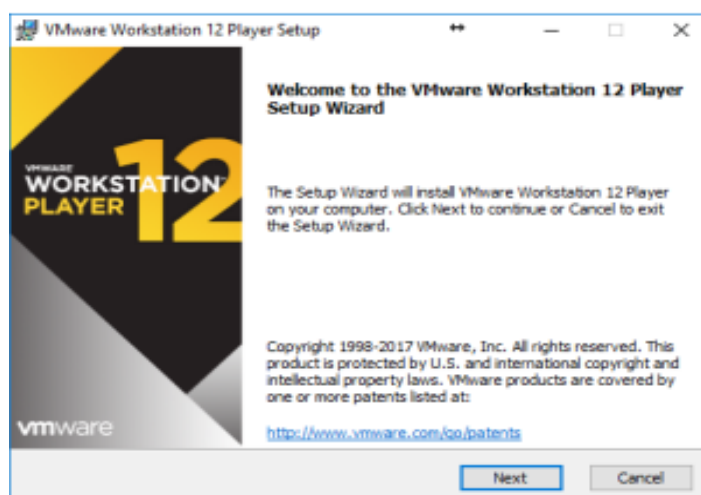 VMware Workstation 12 Player Setup
Welcome to the VMware Workstation 12 Player
Setup Wizard
VMWARE
WORKSTATION
PLAYER
12
The Setup Wizard will install VMware Workstation 12 Player
on your computer. Click Next to continue or Cancel to exit
the Setup Wizard.
Copyright 1998-2017 VMware, Inc. All rights reserved. This
product is protected by U.S. and international copyright and
intellectual property laws. VMware products are covered by
one or more patents listed at:
vmware
http://www.vmware.com/go/patents
Next
Cancel